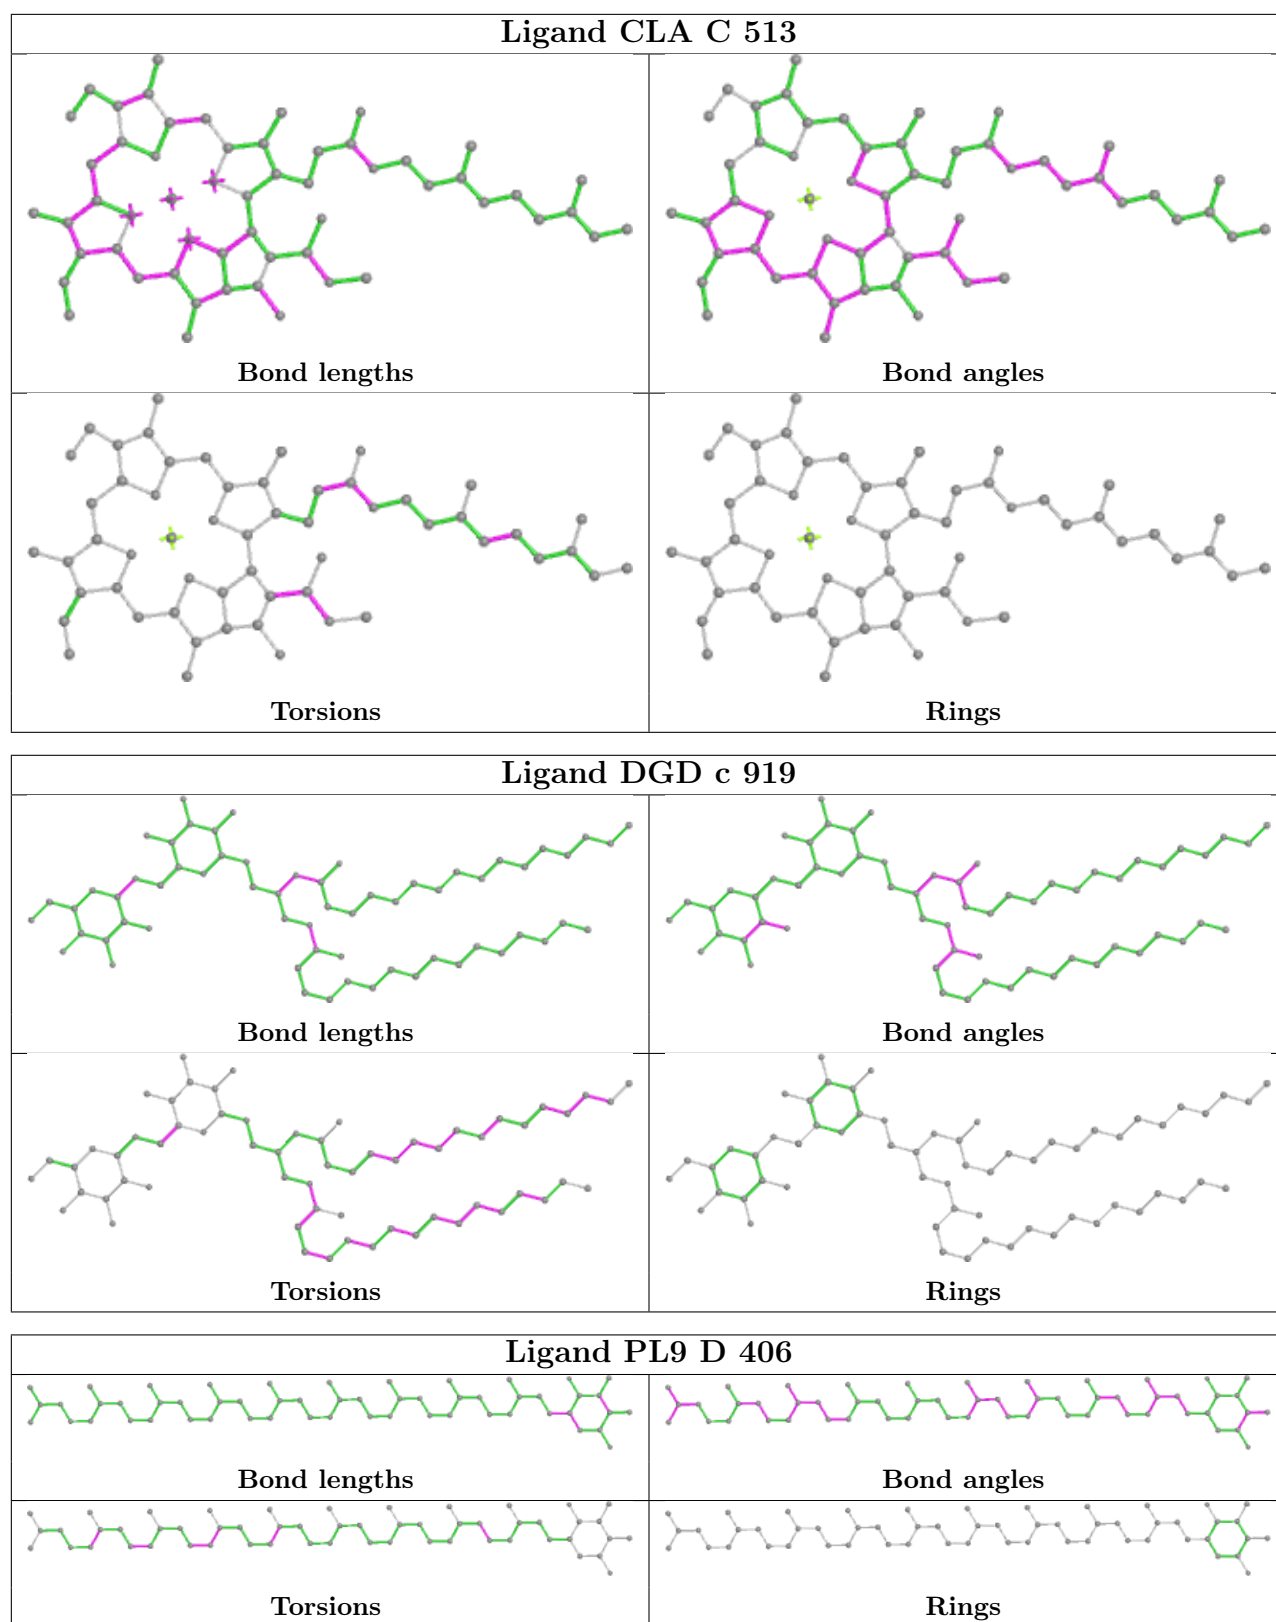 Ligand CLA C 513
Bond lengths
Bond angles
Torsions
Rings
Ligand DGD c 919
Bond lengths
Bond angles
Torsions
Rings
Ligand PL9 D 406
Bond lengths
Bond angles
Torsions
Rings